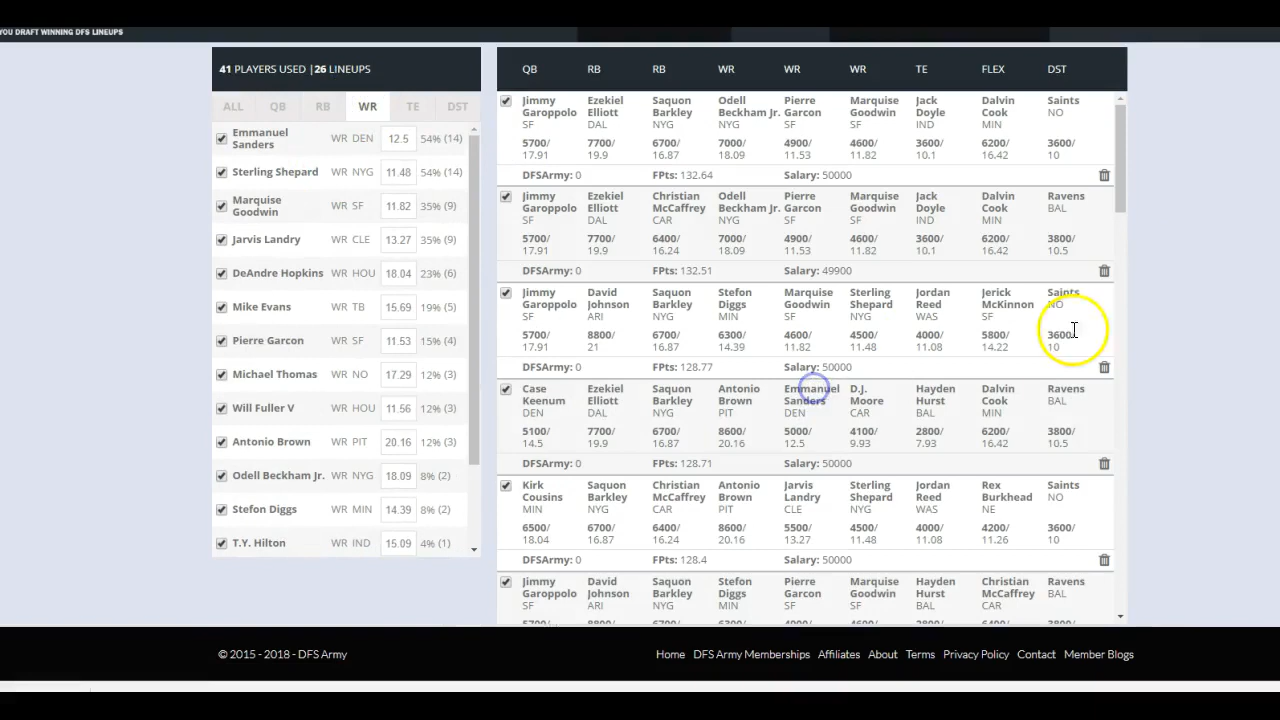 YOU DRAFT WINNING DFS LINEUPS
41 PLAYERS USED |26 LINEUPS
ALL QB RB WR TE DST
Emmanuel
Sanders WR DEN 12.5 54% (14)
Sterling Shepard WR NYG 11.48 54% (14)
Marquise
Goodwin WR SF 11.82 35% (9)
Jarvis Landry WR CLE 13.27 35% (9)
DeAndre Hopkins WR HOU 18.04 23% (6)
Mike Evans WR TB 15.69 19% (5)
Pierre Garcon WR SF 11.53 15% (4)
Michael Thomas WR NO 17.29 12% (3)
Will Fuller V WR HOU 11.56 12% (3)
Antonio Brown WR PIT 20.16 12% (3)
Odell Beckham Jr. WR NYG 18.09 8% (2)
Stefon Diggs WR MIN 14.39 8% (2)
T.Y. Hilton WR IND 15.09 4% (1)
QB RB RB WR WR WR TE FLEX DST
Jimmy Ezekiel Saquon Odell Pierre Marquise Jack Dalvin Saints
Garoppolo Elliott Barkley Beckham Jr. Garcon Goodwin Doyle Cook NO
SF DAL NYG NYG SF SF IND MIN
5700/ 7700/ 6700/ 7000/ 4900/ 4600/ 3600/ 6200/ 3600/
17.91 19.9 16.87 18.09 11.53 11.82 10.1 16.42 10
DFSArmy: 0 FPts: 132.64 Salary: 50000
Jimmy Ezekiel Christian Odell Pierre Marquise Jack Dalvin Ravens
Garoppolo Elliott McCaffrey Beckham Jr. Garcon Goodwin Doyle Cook BAL
SF DAL CAR NYG SF SF IND MIN
5700/ 7700/ 6400/ 7000/ 4900/ 4600/ 3600/ 6200/ 3800/
17.91 19.9 16.24 18.09 11.53 11.82 10.1 16.42 10.5
DFSArmy: 0 FPts: 132.51 Salary: 49900
Jimmy David Saquon Stefon Marquise Sterling Jordan Jerick Saints
Garoppolo Johnson Barkley Diggs Goodwin Shepard Reed McKinnon NO
SF ARI NYG MIN SF NYG WAS SF
5700/ 8800/ 6700/ 6300/ 4600/ 4500/ 4000/ 5800/ 3600/
17.91 21 16.87 14.39 11.82 11.48 11.08 14.22 10
DFSArmy: 0 FPts: 128.77 Salary: 50000
Case Ezekiel Saquon Antonio Emmanuel D.J. Hayden Dalvin Ravens
Keenum Elliott Barkley Brown Sanders Moore Hurst Cook BAL
DEN DAL NYG PIT DEN CAR BAL MIN
5100/ 7700/ 6700/ 8600/ 5000/ 4100/ 2800/ 6200/ 3800/
14.5 19.9 16.87 20.16 12.5 9.93 7.93 16.42 10.5
DFSArmy: 0 FPts: 128.71 Salary: 50000
Kirk Saquon Christian Antonio Jarvis Sterling Jordan Rex Saints
Cousins Barkley McCaffrey Brown Landry Shepard Reed Burkhead NO
MIN NYG CAR PIT CLE NYG WAS NE
6500/ 6700/ 6400/ 8600/ 5500/ 4500/ 4000/ 4200/ 3600/
18.04 16.87 16.24 20.16 13.27 11.48 11.08 11.26 10
DFSArmy: 0 FPts: 128.4 Salary: 50000
Jimmy David Saquon Stefon Pierre Marquise Hayden Christian Ravens
Garoppolo Johnson Barkley Diggs Garcon Goodwin Hurst McCaffrey BAL
SF ARI NYG MIN SF SF BAL CAR
© 2015 - 2018 - DFS Army Home DFS Army Memberships Affiliates About Terms Privacy Policy Contact Member Blogs